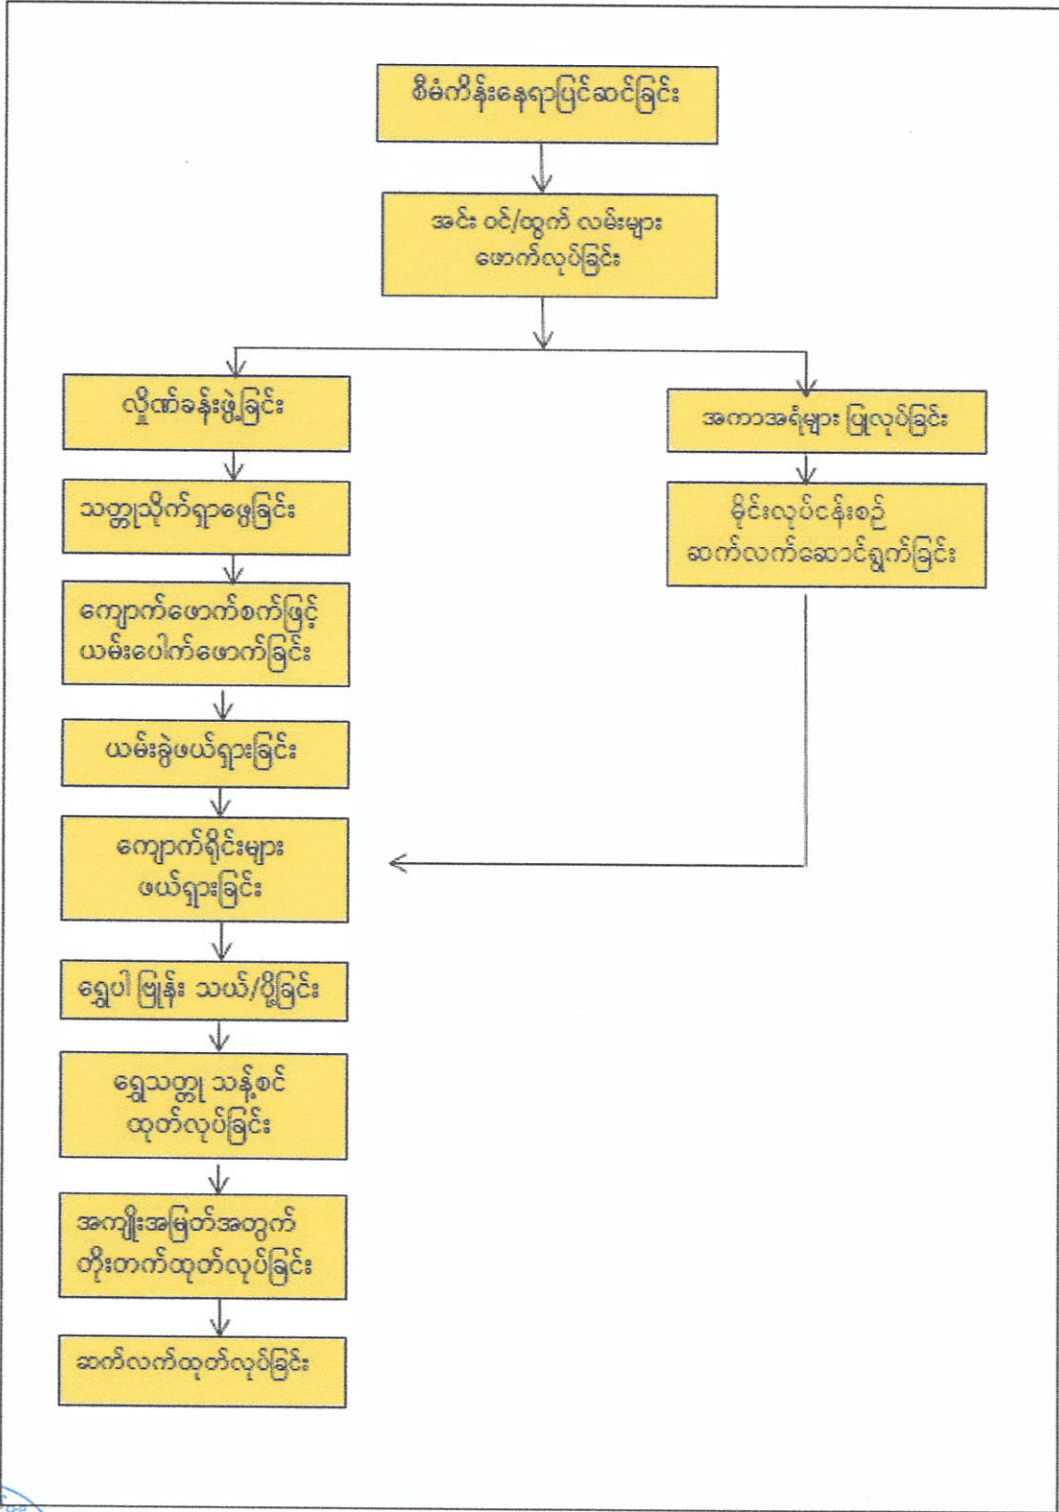 စီမံကိန်းနေရာပြင်ဆင်ခြင်း
အင်း ဝင်/ထွက် လမ်းများ
ဖောက်လုပ်ခြင်း
လှိုဏ်ခန်းဖွဲ့ခြင်း
သတ္တုသိုက်ရှာဖွေခြင်း
ကျောက်ဖောက်စက်ဖြင့်
ယမ်းပေါက်ဖောက်ခြင်း
ယမ်းခွဲဖယ်ရှားခြင်း
ကျောက်ရိုင်းများ
ဖယ်ရှားခြင်း
ရွှေပါ ဗြုန်း သယ်/ပို့ခြင်း
ရွှေသတ္တု သန့်စင်
ထုတ်လုပ်ခြင်း
အကျိုးအမြတ်အတွက်
တိုးတက်ထုတ်လုပ်ခြင်း
ဆက်လက်ထုတ်လုပ်ခြင်း
အကာအရံများ ပြုလုပ်ခြင်း
မိုင်းလုပ်ငန်းစဉ်
ဆက်လက်ဆောင်ရွက်ခြင်း